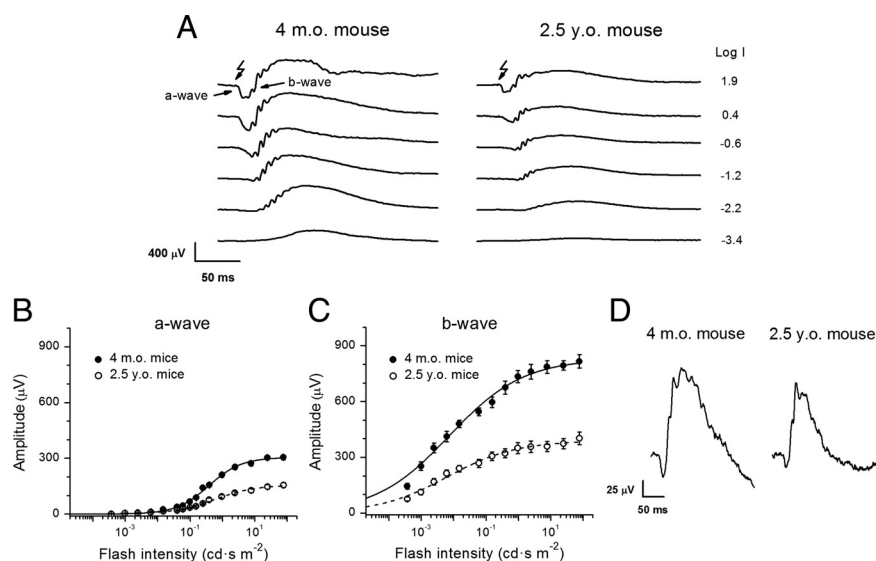 A
4 m.o. mouse
2.5 y.o. mouse
Log I
a-wave
b-wave
1.9
0.4
-0.6
-1.2
-2.2
-3.4
400 μV
50 ms
B
a-wave
900
600
300
0
4 m.o. mice
2.5 y.o. mice
Amplitude (μV)
10⁻³ 10⁻¹ 10¹
Flash intensity (cd·s m⁻²)
C
b-wave
900
600
300
0
4 m.o. mice
2.5 y.o. mice
Amplitude (μV)
10⁻³ 10⁻¹ 10¹
Flash intensity (cd·s m⁻²)
D
4 m.o. mouse
2.5 y.o. mouse
25 μV
50 ms